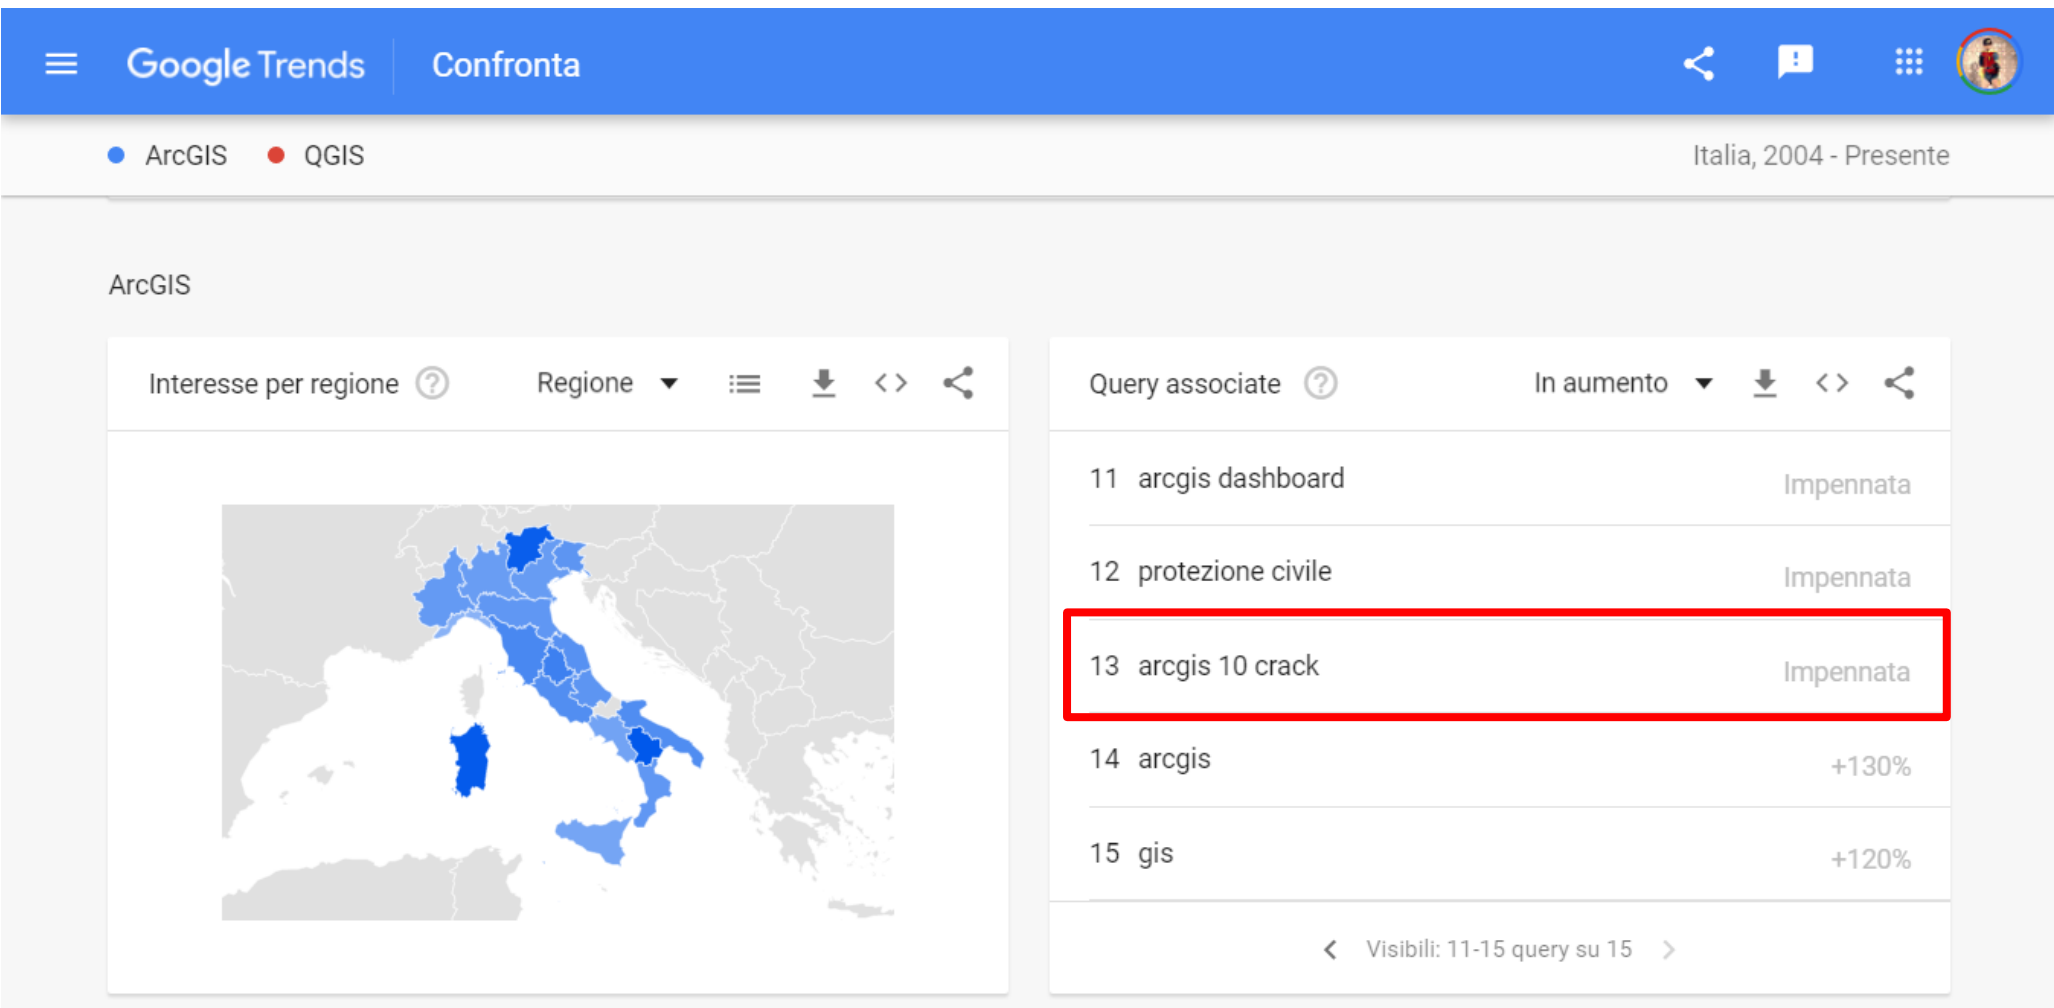 Google Trends Confronta
ArcGIS QGIS Italia, 2004 - Presente
ArcGIS
Interesse per regione Regione
Query associate In aumento
11 arcgis dashboard Impennata
12 protezione civile Impennata
13 arcgis 10 crack Impennata
14 arcgis +130%
15 gis +120%
Visibili: 11-15 query su 15